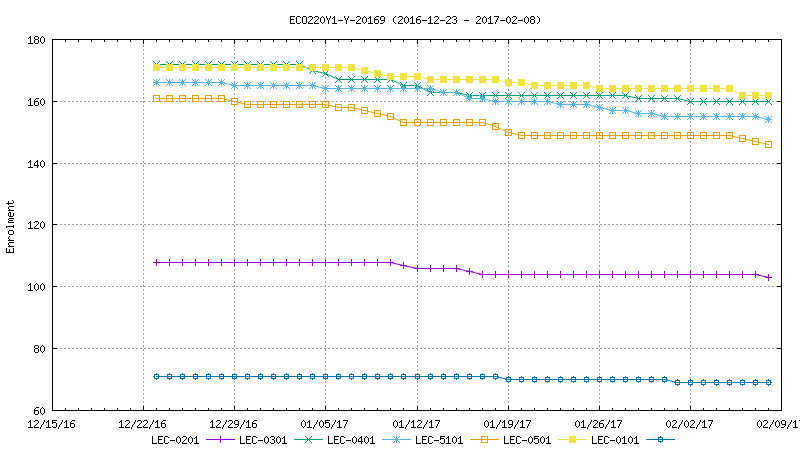 ECO220Y1-Y-20169 (2016-12-23 - 2017-02-08)
180
160
140
120
100
80
60
Enrolment
12/15/16 12/22/16 12/29/16 01/05/17 01/12/17 01/19/17 01/26/17 02/02/17 02/09/17
LEC-0201 LEC-0301 LEC-0401 LEC-5101 LEC-0501 LEC-0101